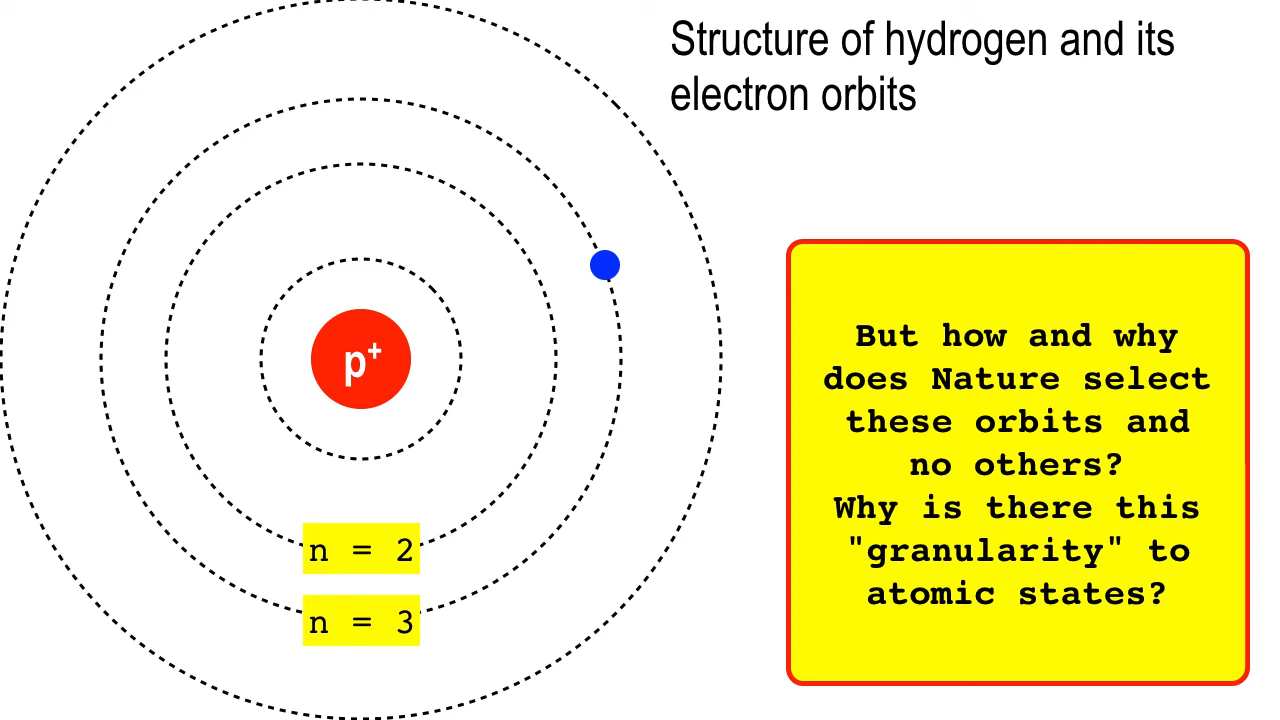 Structure of hydrogen and its
electron orbits
p⁺
n = 2
n = 3
But how and why
does Nature select
these orbits and
no others?
Why is there this
"granularity" to
atomic states?